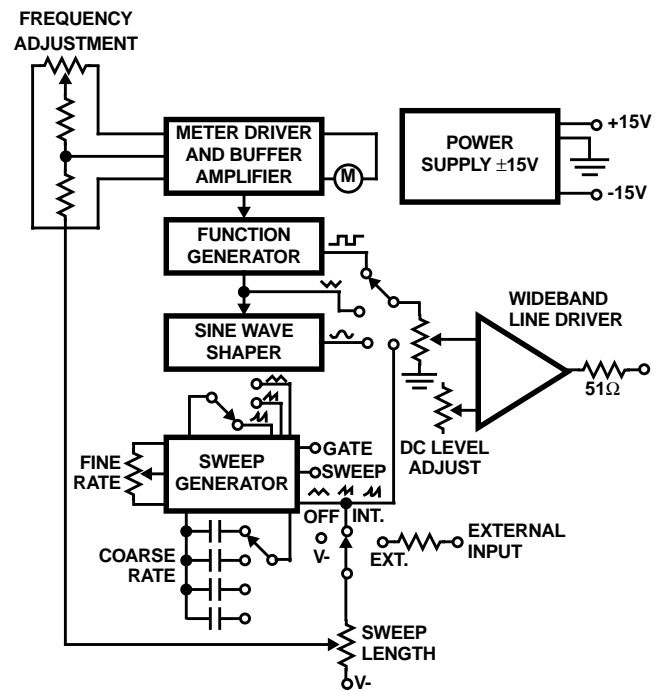 FREQUENCY
ADJUSTMENT
METER DRIVER
AND BUFFER
AMPLIFIER
M
POWER
SUPPLY ±15V
+15V
-15V
FUNCTION
GENERATOR
SINE WAVE
SHAPER
WIDEBAND
LINE DRIVER
51Ω
DC LEVEL
ADJUST
FINE
RATE
SWEEP
GENERATOR
GATE
SWEEP
OFF
INT.
V-
EXT.
EXTERNAL
INPUT
COARSE
RATE
SWEEP
LENGTH
V-